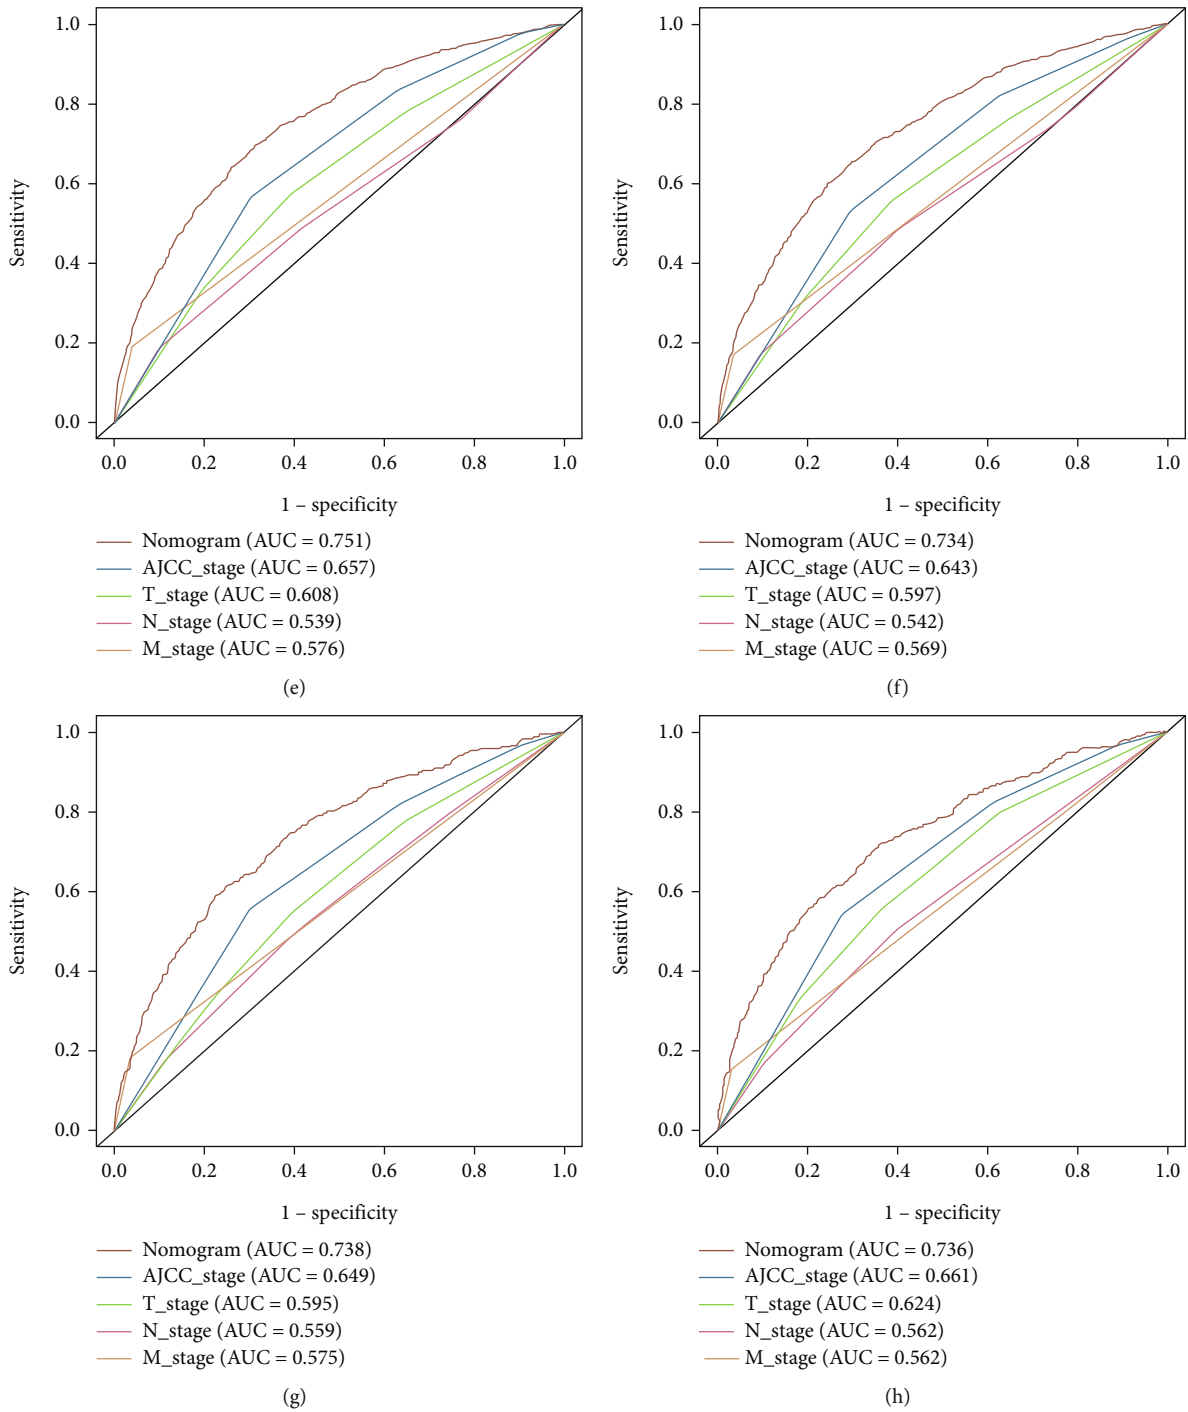 1.0
0.8
0.6
0.4
0.2
0.0
Sensitivity
0.0 0.2 0.4 0.6 0.8 1.0
1 – specificity
Nomogram (AUC = 0.751)
AJCC_stage (AUC = 0.657)
T_stage (AUC = 0.608)
N_stage (AUC = 0.539)
M_stage (AUC = 0.576)
(e)
1.0
0.8
0.6
0.4
0.2
0.0
Sensitivity
0.0 0.2 0.4 0.6 0.8 1.0
1 – specificity
Nomogram (AUC = 0.734)
AJCC_stage (AUC = 0.643)
T_stage (AUC = 0.597)
N_stage (AUC = 0.542)
M_stage (AUC = 0.569)
(f)
1.0
0.8
0.6
0.4
0.2
0.0
Sensitivity
0.0 0.2 0.4 0.6 0.8 1.0
1 – specificity
Nomogram (AUC = 0.738)
AJCC_stage (AUC = 0.649)
T_stage (AUC = 0.595)
N_stage (AUC = 0.559)
M_stage (AUC = 0.575)
(g)
1.0
0.8
0.6
0.4
0.2
0.0
Sensitivity
0.0 0.2 0.4 0.6 0.8 1.0
1 – specificity
Nomogram (AUC = 0.736)
AJCC_stage (AUC = 0.661)
T_stage (AUC = 0.624)
N_stage (AUC = 0.562)
M_stage (AUC = 0.562)
(h)